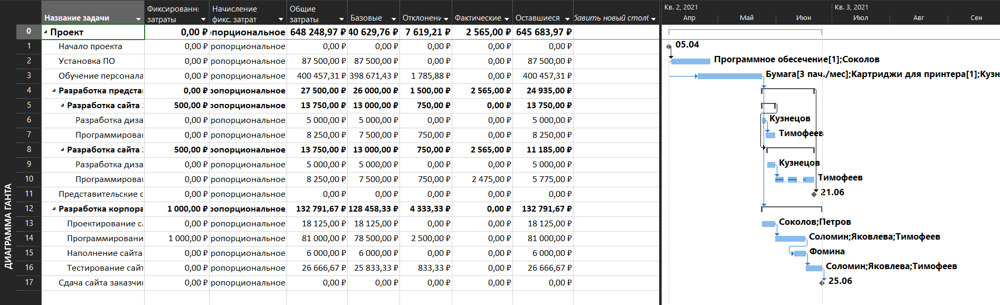 Фиксированные Начисление Общие Кв. 2, 2021 Кв. 3, 2021
Название задачи затраты фикс. затрат затраты Базовые Отклонени Фактические Оставшиеся бавить новый столб Апр Май Июн Июл Авг Сен
0 Проект 0,00 ₽ опорциональное 648 248,97 ₽ 40 629,76 ₽ 7 619,21 ₽ 2 565,00 ₽ 645 683,97 ₽
1 Начало проекта 0,00 ₽ ропорциональное 0,00 ₽ 0,00 ₽ 0,00 ₽ 0,00 ₽ 0,00 ₽ 05.04
2 Установка ПО 0,00 ₽ ропорциональное 87 500,00 ₽ 87 500,00 ₽ 0,00 ₽ 0,00 ₽ 87 500,00 ₽ Программное обесечение[1];Соколов
3 Обучение персонала 0,00 ₽ ропорциональное 400 457,31 ₽ 398 671,43 ₽ 1 785,88 ₽ 0,00 ₽ 400 457,31 ₽ Бумага[3 пач./мес];Картриджи для принтера[1];Кузн
4 Разработка предста 0,00 ₽ ропорциональное 27 500,00 ₽ 26 000,00 ₽ 1 500,00 ₽ 2 565,00 ₽ 24 935,00 ₽
5 Разработка сайта 500,00 ₽ ропорциональное 13 750,00 ₽ 13 000,00 ₽ 750,00 ₽ 0,00 ₽ 13 750,00 ₽
6 Разработка диза 0,00 ₽ ропорциональное 5 000,00 ₽ 5 000,00 ₽ 0,00 ₽ 0,00 ₽ 5 000,00 ₽ Кузнецов
7 Программирова 0,00 ₽ ропорциональное 8 250,00 ₽ 7 500,00 ₽ 750,00 ₽ 0,00 ₽ 8 250,00 ₽ Тимофеев
8 Разработка сайта 500,00 ₽ ропорциональное 13 750,00 ₽ 13 000,00 ₽ 750,00 ₽ 2 565,00 ₽ 11 185,00 ₽
9 Разработка диза 0,00 ₽ ропорциональное 5 000,00 ₽ 5 000,00 ₽ 0,00 ₽ 0,00 ₽ 5 000,00 ₽ Кузнецов
10 Программирова 0,00 ₽ ропорциональное 8 250,00 ₽ 7 500,00 ₽ 750,00 ₽ 2 475,00 ₽ 5 775,00 ₽ Тимофеев
11 Представительские с 0,00 ₽ ропорциональное 0,00 ₽ 0,00 ₽ 0,00 ₽ 0,00 ₽ 0,00 ₽ 21.06
12 Разработка корпора 1 000,00 ₽ ропорциональное 132 791,67 ₽ 128 458,33 ₽ 4 333,33 ₽ 0,00 ₽ 132 791,67 ₽
13 Проектирование са 0,00 ₽ ропорциональное 18 125,00 ₽ 18 125,00 ₽ 0,00 ₽ 0,00 ₽ 18 125,00 ₽ Соколов;Петров
14 Программировани 1 000,00 ₽ ропорциональное 81 000,00 ₽ 78 500,00 ₽ 2 500,00 ₽ 0,00 ₽ 81 000,00 ₽ Соломин;Яковлева;Тимофеев
15 Наполнение сайта 0,00 ₽ ропорциональное 6 000,00 ₽ 6 000,00 ₽ 0,00 ₽ 0,00 ₽ 6 000,00 ₽ Фомина
16 Тестирование сайт 0,00 ₽ ропорциональное 26 666,67 ₽ 25 833,33 ₽ 833,33 ₽ 0,00 ₽ 26 666,67 ₽ Соломин;Яковлева;Тимофеев
17 Сдача сайта заказчи 0,00 ₽ ропорциональное 0,00 ₽ 0,00 ₽ 0,00 ₽ 0,00 ₽ 0,00 ₽ 25.06
ДИАГРАММА ГАНТА